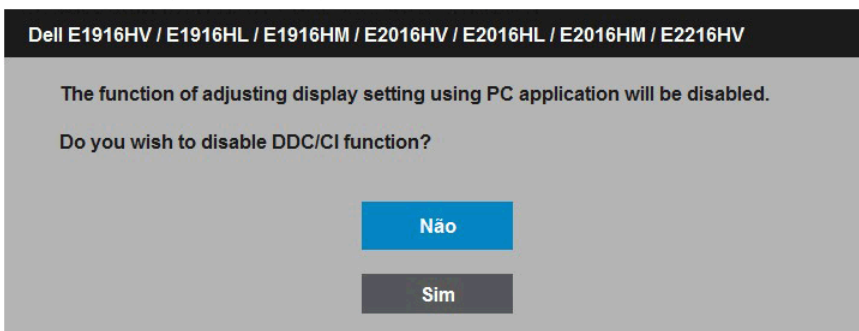 Dell E1916HV / E1916HL / E1916HM / E2016HV / E2016HL / E2016HM / E2216HV
The function of adjusting display setting using PC application will be disabled.
Do you wish to disable DDC/CI function?
Não
Sim